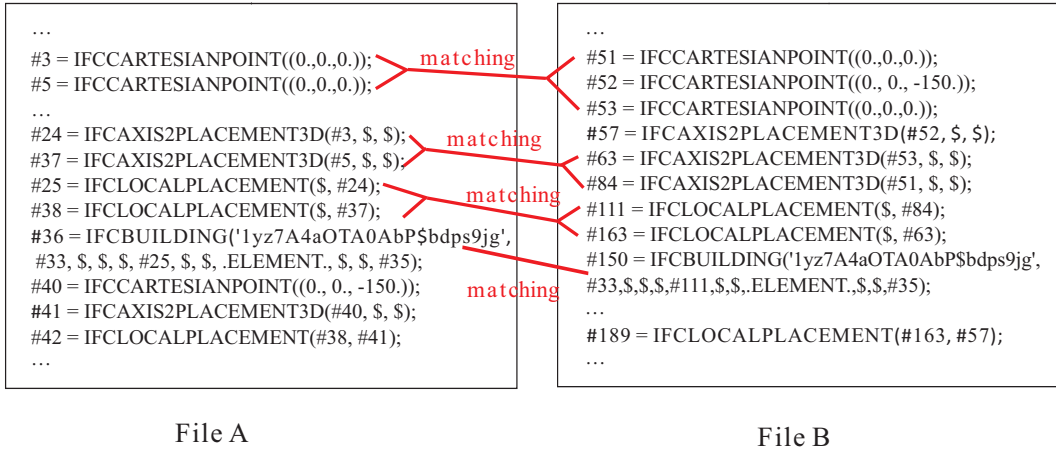 …
#3 = IFCCARTESIANPOINT((0.,0.,0.));
#5 = IFCCARTESIANPOINT((0.,0.,0.));
…
#24 = IFCAXIS2PLACEMENT3D(#3, $, $);
#37 = IFCAXIS2PLACEMENT3D(#5, $, $);
#25 = IFCLOCALPLACEMENT($, #24);
#38 = IFCLOCALPLACEMENT($, #37);
#36 = IFCBUILDING('1yz7A4aOTA0AbP$bdps9jg',
#33, $, $, $, #25, $, $, .ELEMENT., $, $, #35);
#40 = IFCCARTESIANPOINT((0., 0., -150.));
#41 = IFCAXIS2PLACEMENT3D(#40, $, $);
#42 = IFCLOCALPLACEMENT(#38, #41);
…
File A
matching
matching
matching
matching
…
#51 = IFCCARTESIANPOINT((0.,0.,0.));
#52 = IFCCARTESIANPOINT((0., 0., -150.));
#53 = IFCCARTESIANPOINT((0.,0.,0.));
#57 = IFCAXIS2PLACEMENT3D(#52, $, $);
#63 = IFCAXIS2PLACEMENT3D(#53, $, $)
#84 = IFCAXIS2PLACEMENT3D(#51, $, $)
#111 = IFCLOCALPLACEMENT($, #84);
#163 = IFCLOCALPLACEMENT($, #63);
#150 = IFCBUILDING('1yz7A4aOTA0AbP$bdps9jg',
#33,$,$,$,#111,$,$,.ELEMENT.,$,$,#35);
…
#189 = IFCLOCALPLACEMENT(#163, #57);
…
File B